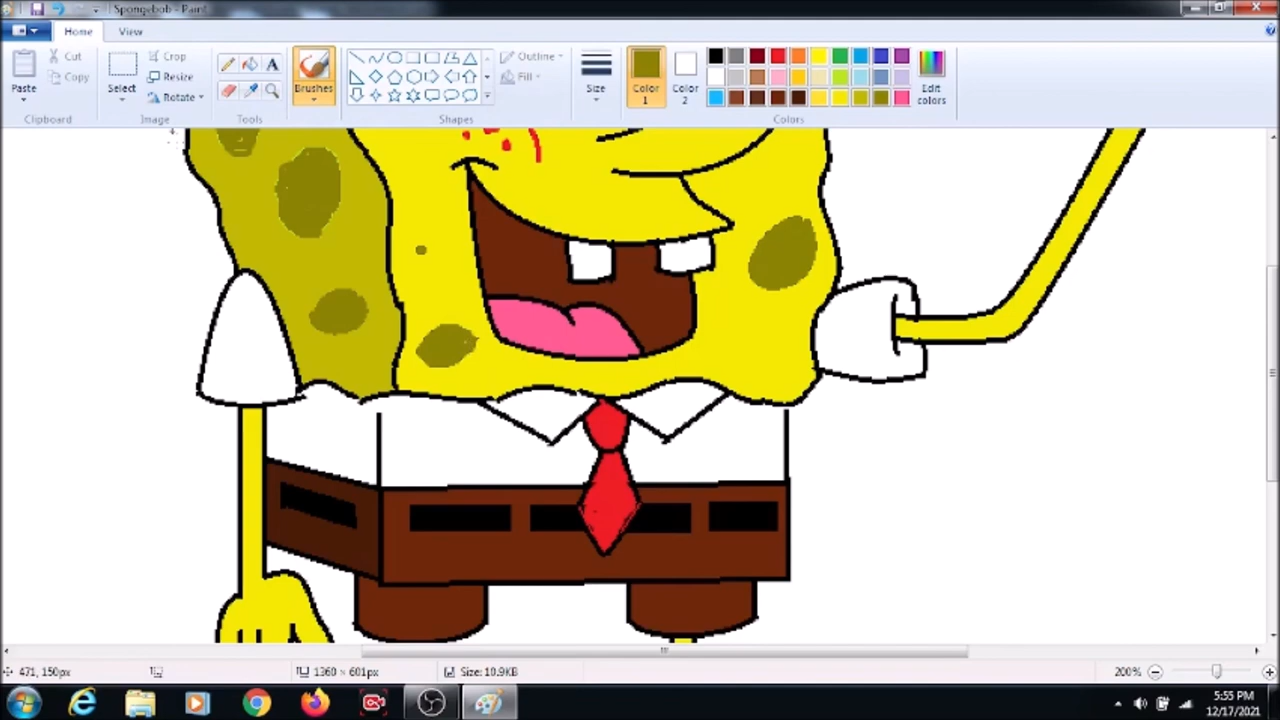 Spongebob - Paint
Home View
Paste
Cut
Copy
Clipboard
Select
Crop
Resize
Rotate
Image
Tools
Brushes
Shapes
Outline
Fill
Size
Color 1
Color 2
Edit colors
Colors
471, 150px
1360 × 601px
Size: 10.9KB
200%
5:55 PM
12/17/2021